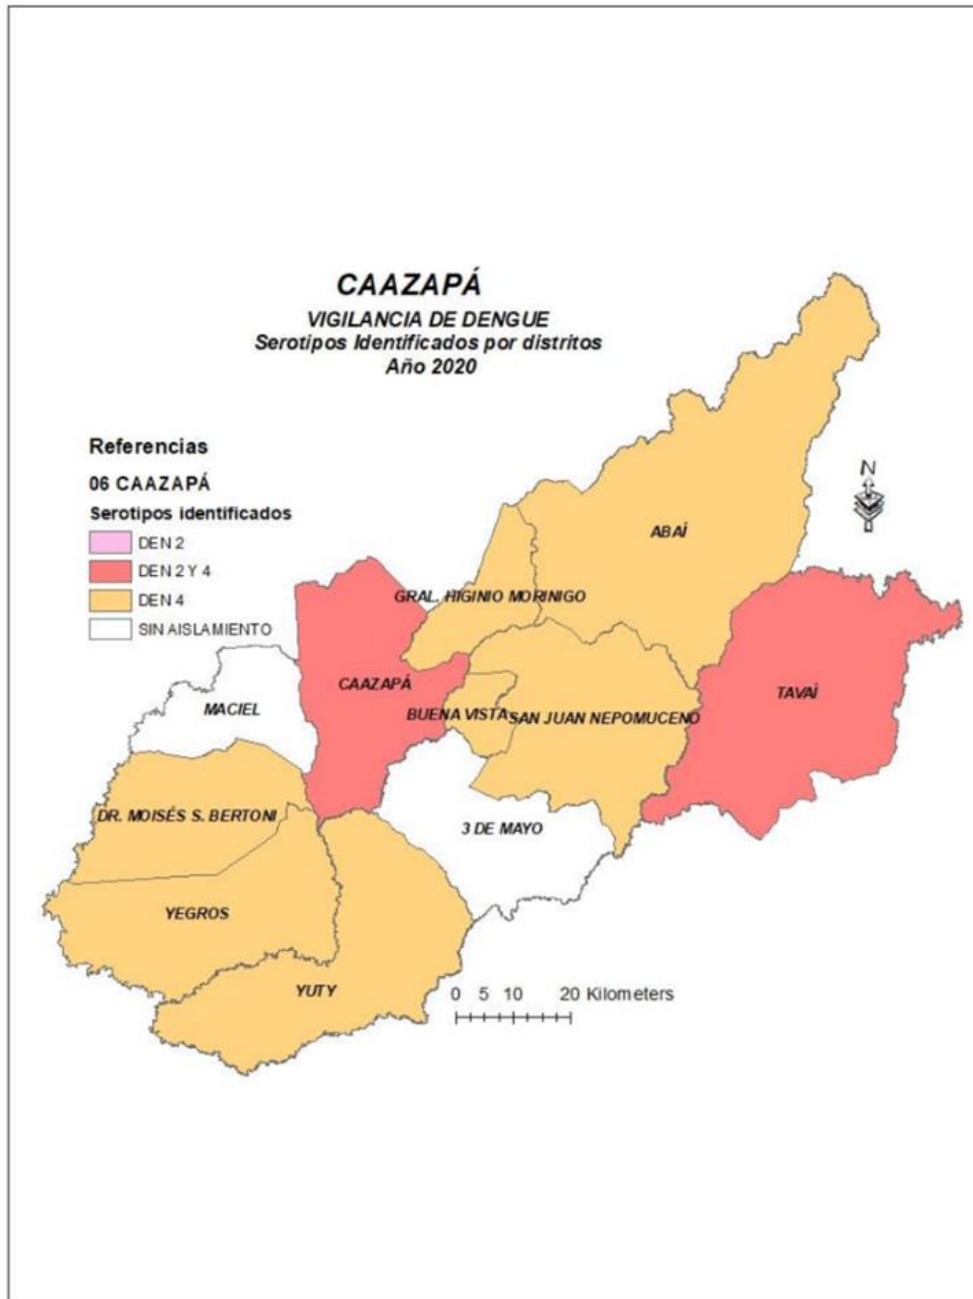 CAAZAPÁ
VIGILANCIA DE DENGUE
Serotipos Identificados por distritos
Año 2020
Referencias
06 CAAZAPÁ
Serotipos identificados
DEN 2
DEN 2 Y 4
DEN 4
SIN AISLAMIENTO
N
ABAÍ
GRAL. HIGINIO MORINIGO
CAAZAPÁ
TAVAÍ
MACIEL
BUENA VISTA
SAN JUAN NEPOMUCENO
DR. MOISÉS S. BERTONI
3 DE MAYO
YEGROS
YUTY
0 5 10 20 Kilometers